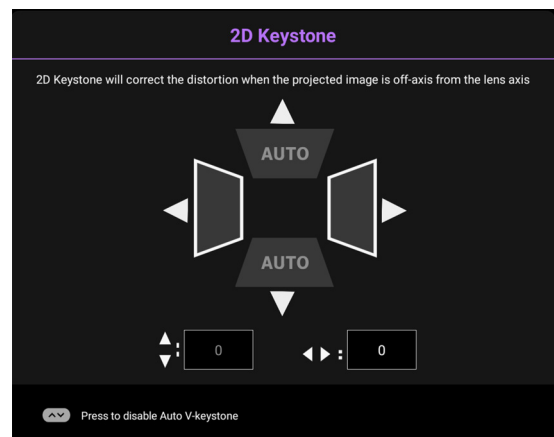 2D Keystone
2D Keystone will correct the distortion when the projected image is off-axis from the lens axis
AUTO
AUTO
: 0 : 0
Press to disable Auto V-keystone